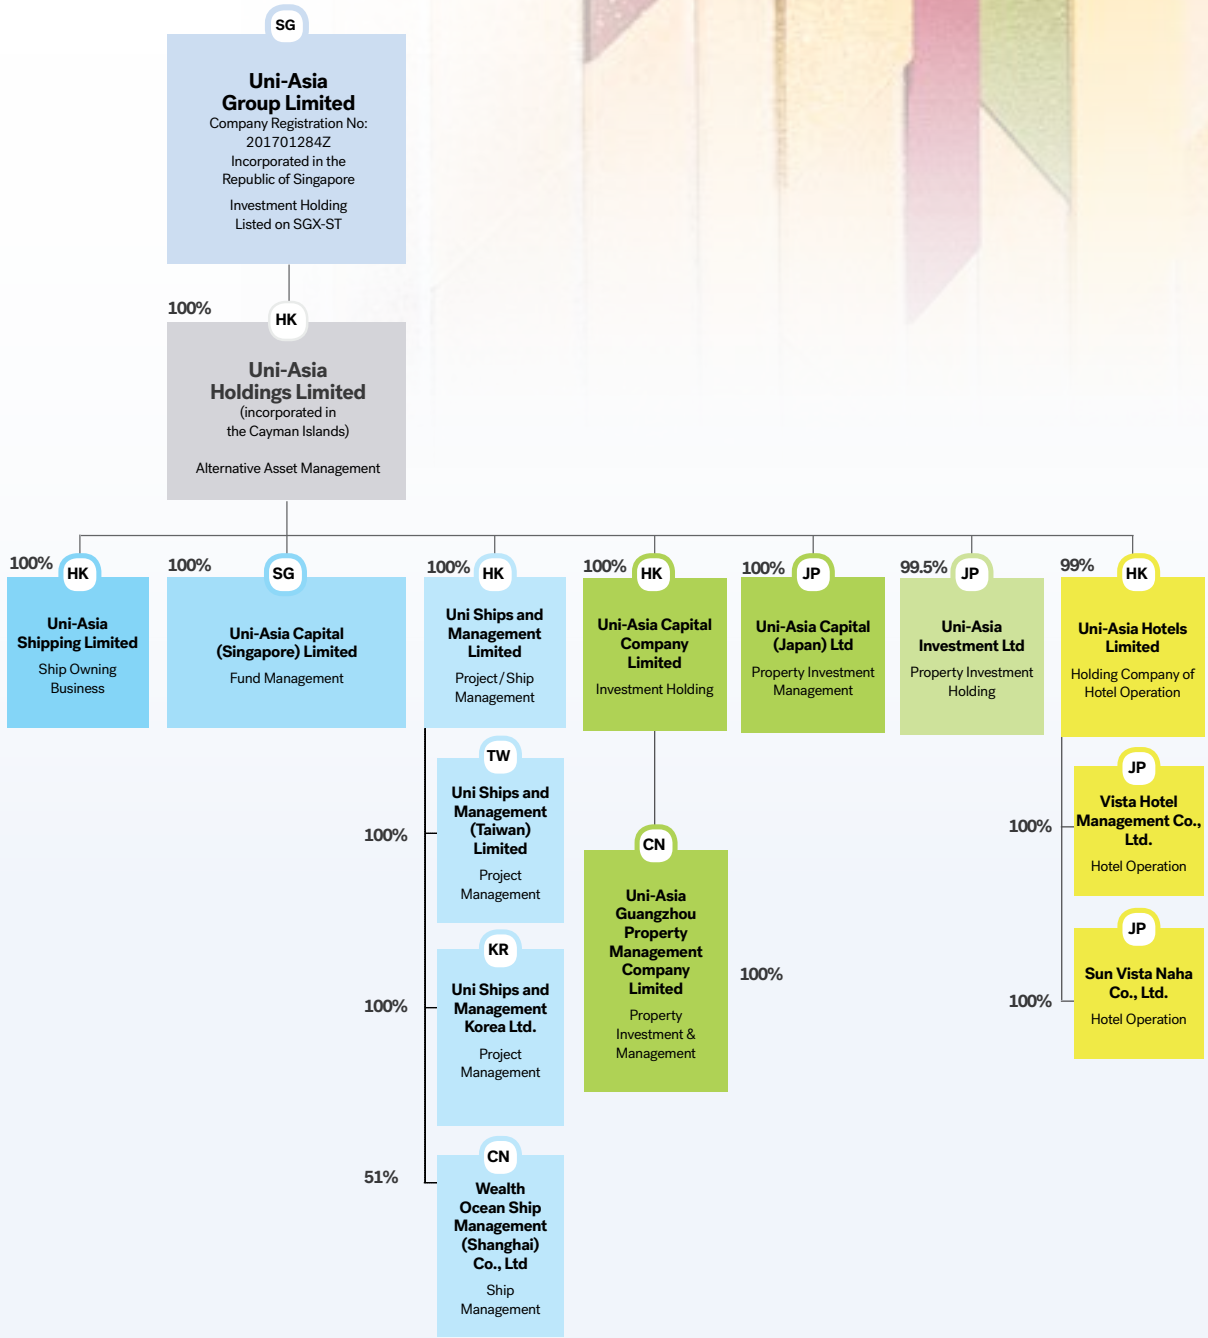 SG
Uni-Asia
Group Limited
Company Registration No:
201701284Z
Incorporated in the
Republic of Singapore
Investment Holding
Listed on SGX-ST
100%
HK
Uni-Asia
Holdings Limited
(incorporated in
the Cayman Islands)
Alternative Asset Management
100%
HK
Uni-Asia
Shipping Limited
Ship Owning
Business
100%
SG
Uni-Asia Capital
(Singapore) Limited
Fund Management
100%
HK
Uni Ships and
Management
Limited
Project/Ship
Management
100%
HK
Uni-Asia Capital
Company
Limited
Investment Holding
100%
JP
Uni-Asia Capital
(Japan) Ltd
Property Investment
Management
99.5%
JP
Uni-Asia
Investment Ltd
Property Investment
Holding
99%
HK
Uni-Asia Hotels
Limited
Holding Company of
Hotel Operation
TW
Uni Ships and
Management
(Taiwan)
Limited
Project
Management
100%
KR
Uni Ships and
Management
Korea Ltd.
Project
Management
100%
CN
Wealth
Ocean Ship
Management
(Shanghai)
Co., Ltd
Ship
Management
51%
CN
Uni-Asia
Guangzhou
Property
Management
Company
Limited
Property
Investment &
Management
100%
JP
Vista Hotel
Management Co.,
Ltd.
Hotel Operation
100%
JP
Sun Vista Naha
Co., Ltd.
Hotel Operation
100%